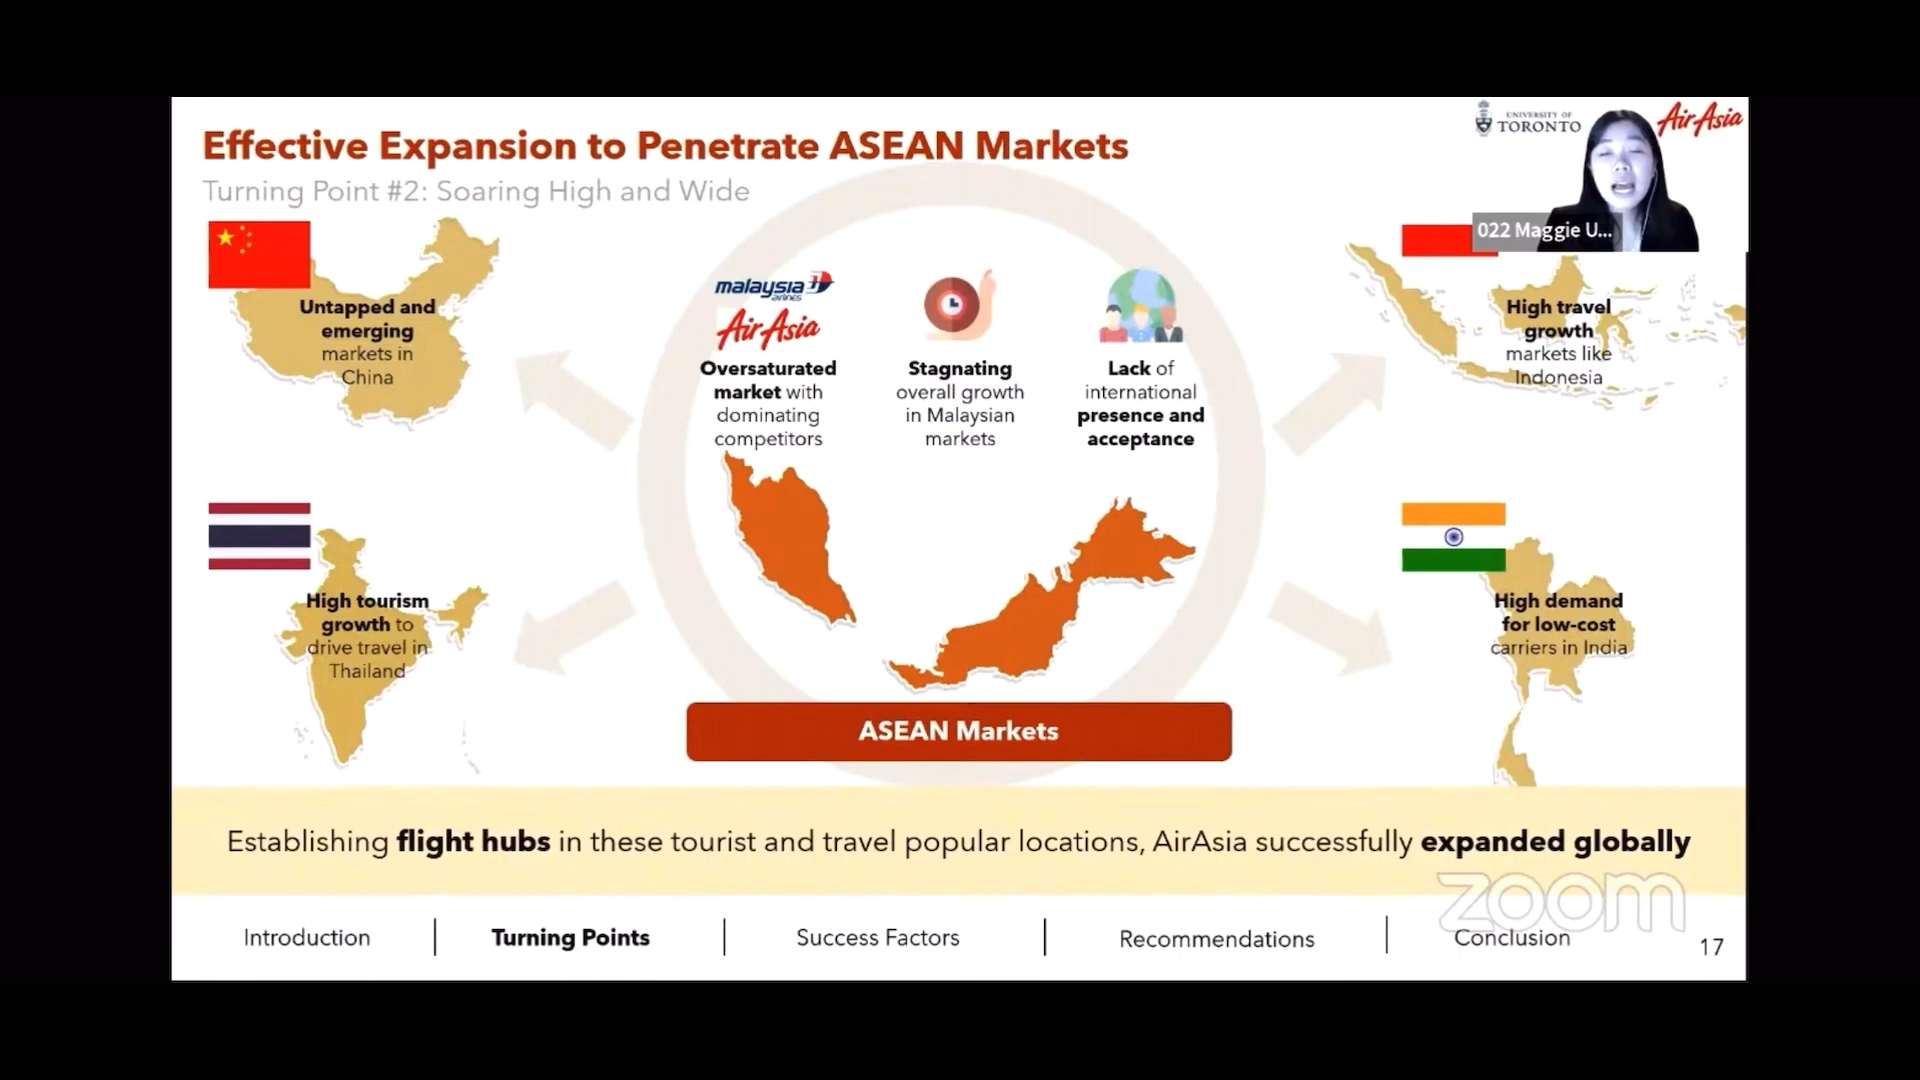 Effective Expansion to Penetrate ASEAN Markets
Turning Point #2: Soaring High and Wide
UNIVERSITY OF
TORONTO
AirAsia
022 Maggie U...
Untapped and
emerging
markets in
China
malaysia
airlines
AirAsia
Oversaturated
market with
dominating
competitors
Stagnating
overall growth
in Malaysian
markets
Lack of
international
presence and
acceptance
High travel
growth
markets like
Indonesia
High tourism
growth to
drive travel in
Thailand
High demand
for low-cost
carriers in India
ASEAN Markets
Establishing flight hubs in these tourist and travel popular locations, AirAsia successfully expanded globally
zoom
Introduction
Turning Points
Success Factors
Recommendations
Conclusion
17